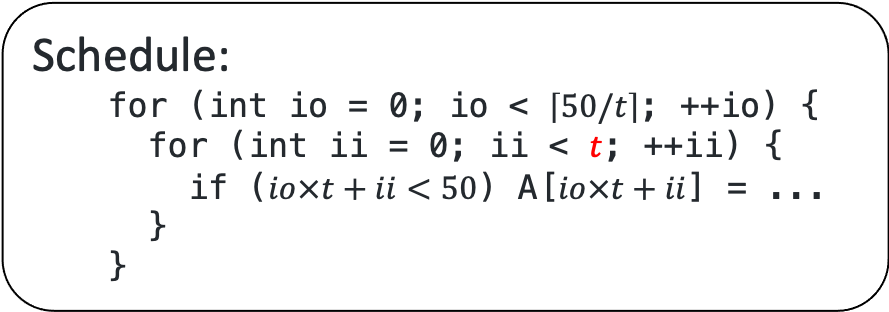 Schedule:
for (int io = 0; io < ⌈50/t⌉; ++io) {
for (int ii = 0; ii < t; ++ii) {
if (io×t + ii < 50) A[io×t + ii] = ...
}
}